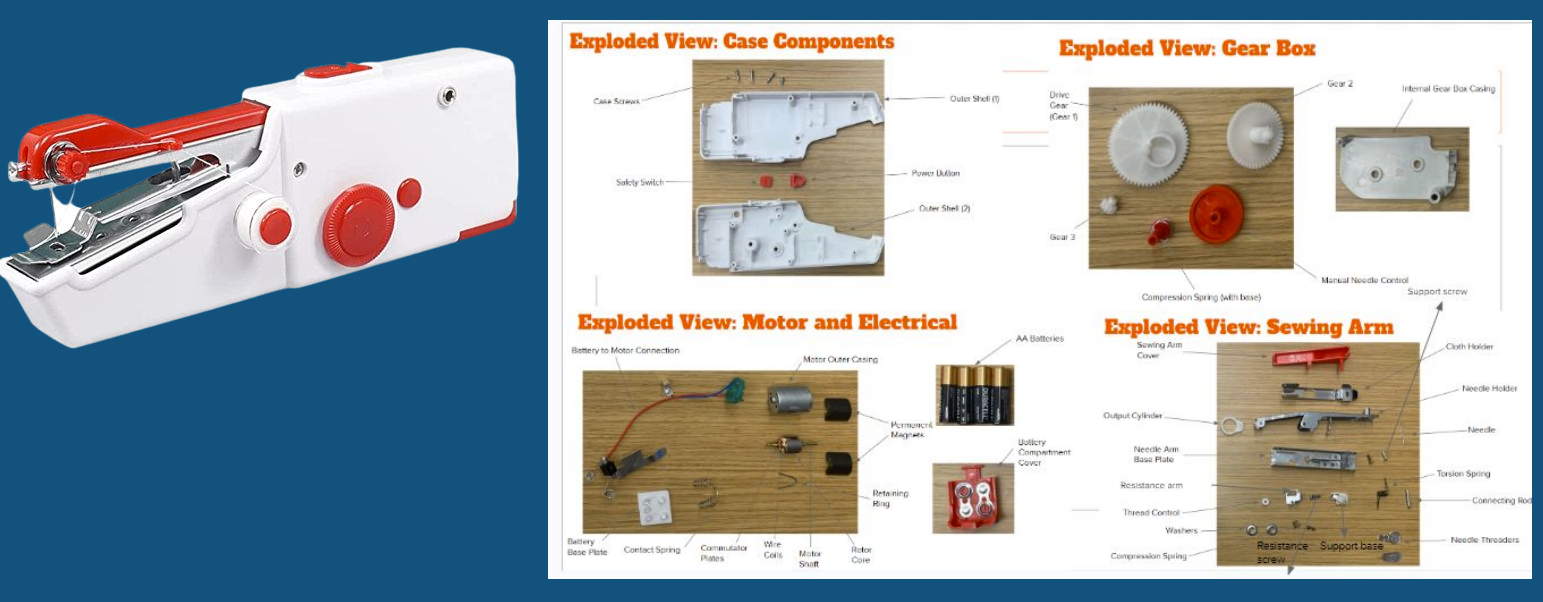 Exploded View: Case Components
Case Screws
Outer Shell (1)
Safety Switch
Power Button
Outer Shell (2)
Exploded View: Gear Box
Drive
Gear
(Gear 1)
Gear 2
Internal Gear Box Casing
Gear 3
Manual Needle Control
Compression Spring (with base)
Exploded View: Motor and Electrical
Battery to Motor Connection
Motor Outer Casing
AA Batteries
Permanent
Magnets
Battery
Compartment
Cover
Retaining
Ring
Battery
Base Plate
Contact Spring
Commutator
Plates
Wire
Coils
Motor
Shaft
Rotor
Core
Support screw
Exploded View: Sewing Arm
Sewing Arm
Cover
Cloth Holder
Needle Holder
Output Cylinder
Needle
Needle Arm
Base Plate
Torsion Spring
Resistance arm
Connecting Rod
Thread Control
Washers
Needle Threaders
Resistance
screw
Support base
Compression Spring
DURACELL